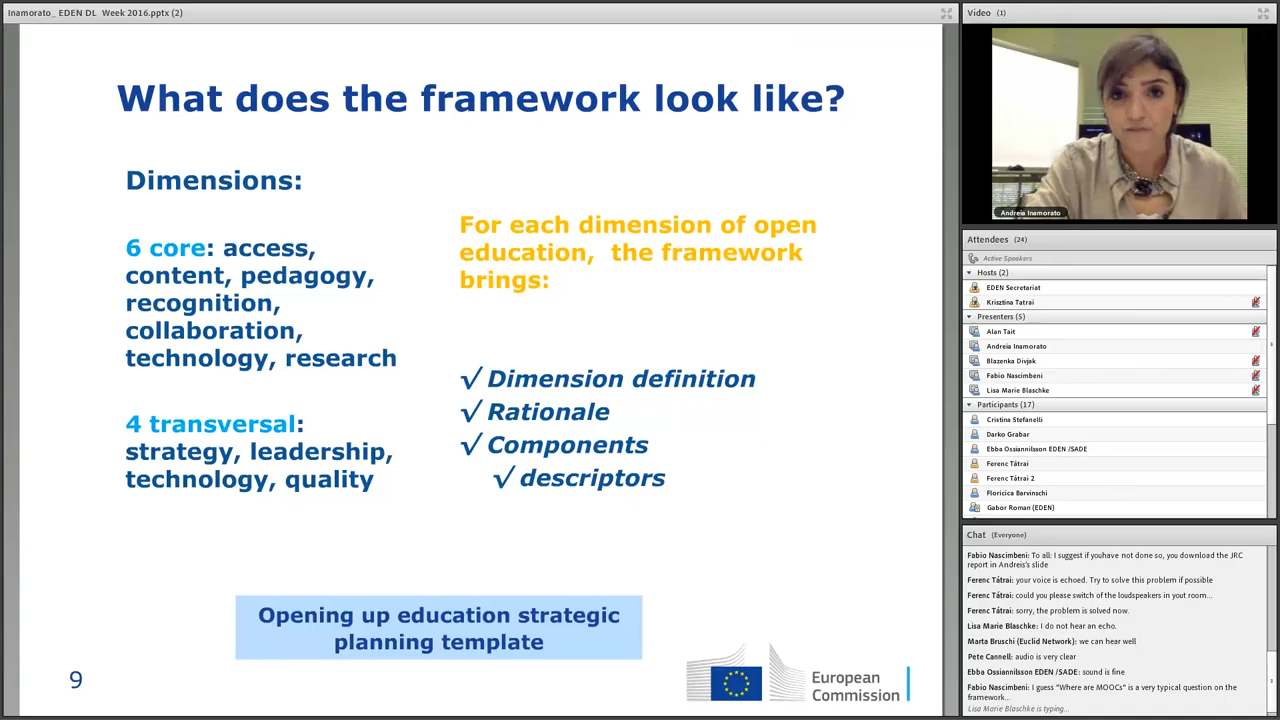 Inamorato_ EDEN DL Week 2016.pptx (2)
What does the framework look like?
Dimensions:
6 core: access,
content, pedagogy,
recognition,
collaboration,
technology, research
4 transversal:
strategy, leadership,
technology, quality
For each dimension of open
education, the framework
brings:
√ Dimension definition
√ Rationale
√ Components
√ descriptors
Opening up education strategic
planning template
9
European
Commission
Video (1)
Andreia Inamorato
Attendees (24)
Active Speakers
Hosts (2)
EDEN Secretariat
Krisztina Tatrai
Presenters (5)
Alan Tait
Andreia Inamorato
Blazenka Divjak
Fabio Nascimbeni
Lisa Marie Blaschke
Participants (17)
Cristina Stefanelli
Darko Grabar
Ebba Ossiannilsson EDEN /SADE
Ferenc Tátrai
Ferenc Tátrai 2
Floricica Barvinschi
Gabor Roman (EDEN)
Chat (Everyone)
Fabio Nascimbeni: To all: I suggest if youhave not done so, you download the JRC
report in Andreis's slide
Ferenc Tátrai: your voice is echoed. Try to solve this problem if possible
Ferenc Tátrai: could you please switch of the loudspeakers in yout room...
Ferenc Tátrai: sorry, the problem is solved now.
Lisa Marie Blaschke: I do not hear an echo.
Marta Bruschi (Euclid Network): we can hear well
Pete Cannell: audio is very clear
Ebba Ossiannilsson EDEN /SADE: sound is fine
Fabio Nascimbeni: I guess "Where are MOOCs" is a very typical question on the
framework...
Lisa Marie Blaschke is typing...